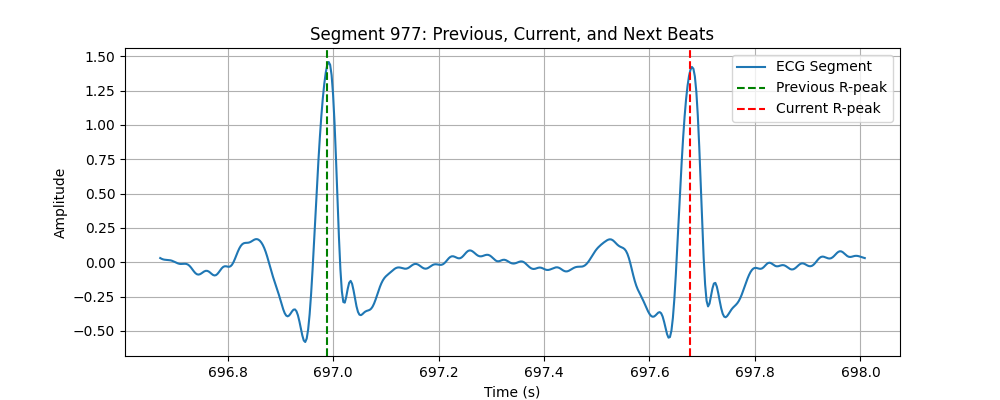 Segment 977: Previous, Current, and Next Beats
1.50
1.25
1.00
0.75
0.50
0.25
0.00
−0.25
−0.50
Amplitude
ECG Segment
Previous R-peak
Current R-peak
696.8 697.0 697.2 697.4 697.6 697.8 698.0
Time (s)